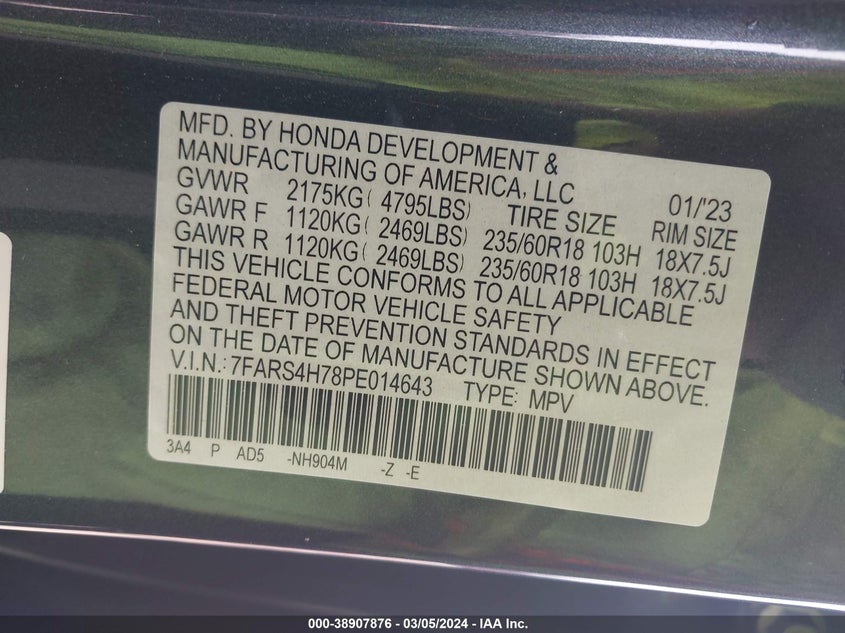 MFD. BY HONDA DEVELOPMENT &
MANUFACTURING OF AMERICA, LLC 01/'23
GVWR 2175KG ( 4795LBS) TIRE SIZE RIM SIZE
GAWR F 1120KG ( 2469LBS) 235/60R18 103H 18X7.5J
GAWR R 1120KG ( 2469LBS) 235/60R18 103H 18X7.5J
THIS VEHICLE CONFORMS TO ALL APPLICABLE
FEDERAL MOTOR VEHICLE SAFETY
AND THEFT PREVENTION STANDARDS IN EFFECT
ON THE DATE OF MANUFACTURE SHOWN ABOVE.
V.I.N.: 7FARS4H78PE014643 TYPE: MPV
3A4 P AD5 -NH904M -Z -E
000-38907876 — 03/05/2024 — IAA Inc.